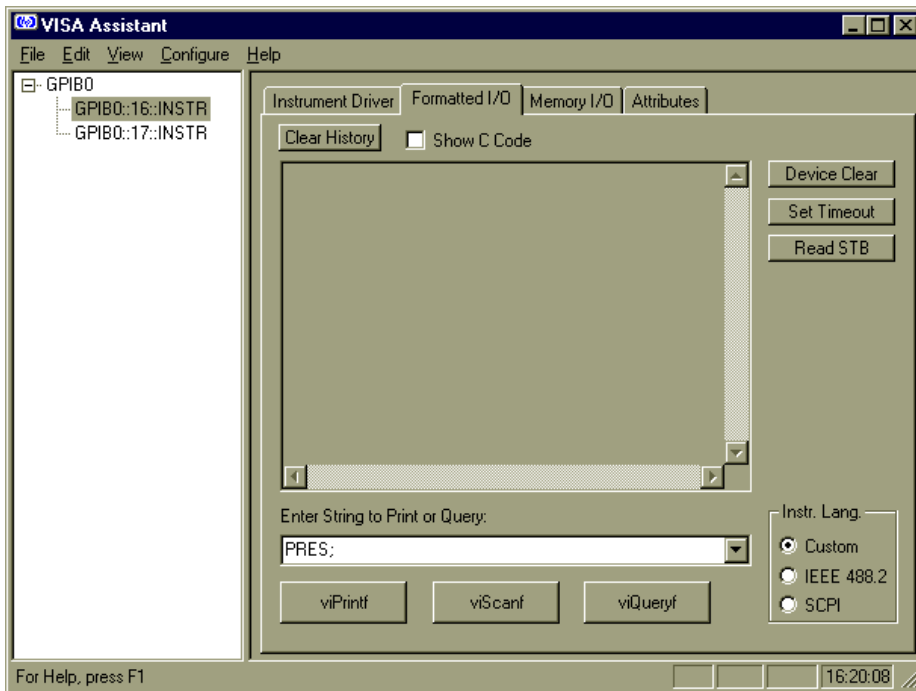 VISA Assistant
File Edit View Configure Help
GPIB0
GPIB0::16::INSTR
GPIB0::17::INSTR
Instrument Driver Formatted I/O Memory I/O Attributes
Clear History Show C Code
Device Clear
Set Timeout
Read STB
Enter String to Print or Query:
PRES;
viPrintf viScanf viQueryf
Instr. Lang.
Custom
IEEE 488.2
SCPI
For Help, press F1 16:20:08